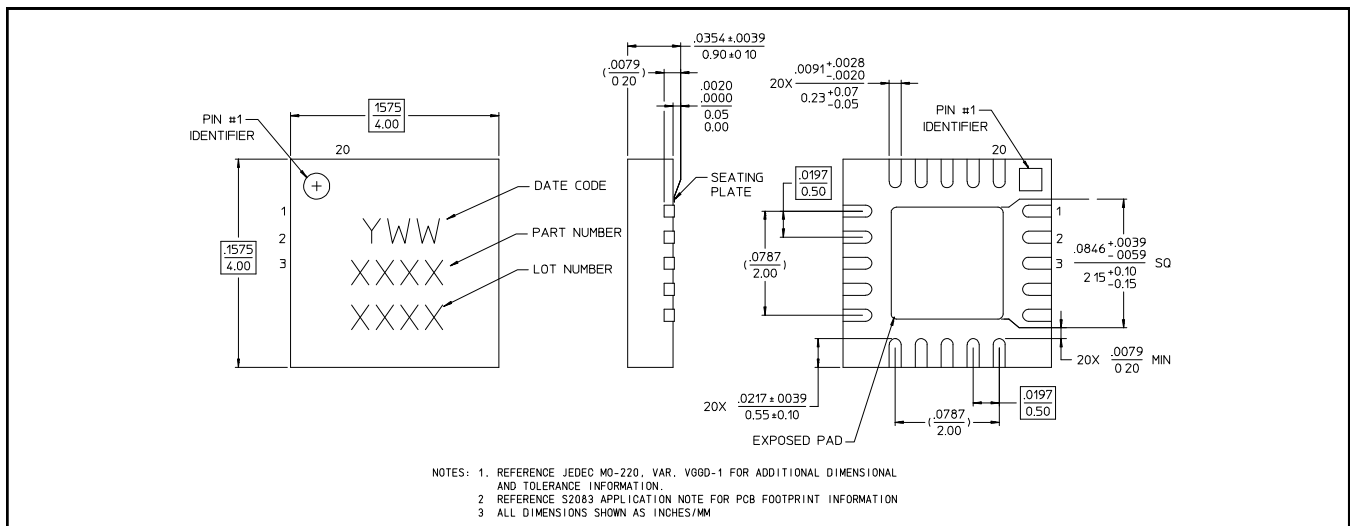 .0354 ±.0039
0.90 ±0 10
(.0079
0 20)
.0020
.0000
0.05
0.00
20X .0091 +.0028
-.0020
0.23 +0.07
-0.05
.1575
4.00
PIN #1
IDENTIFIER
20
PIN #1
IDENTIFIER
20
DATE CODE
SEATING
PLATE
.0197
0.50
1
2
3
YWW
PART NUMBER
XXXX
LOT NUMBER
XXXX
.1575
4.00
(.0787
2.00)
1
2
3
.0846 +.0039
-.0059 SQ
2 15 +0.10
-0.15
20X .0079 MIN
0 20
20X .0217 ± 0039
0.55 ±0.10
(.0787
2.00)
.0197
0.50
EXPOSED PAD
NOTES: 1. REFERENCE JEDEC MO-220, VAR. VGGD-1 FOR ADDITIONAL DIMENSIONAL
AND TOLERANCE INFORMATION.
2 REFERENCE S2083 APPLICATION NOTE FOR PCB FOOTPRINT INFORMATION
3 ALL DIMENSIONS SHOWN AS INCHES/MM